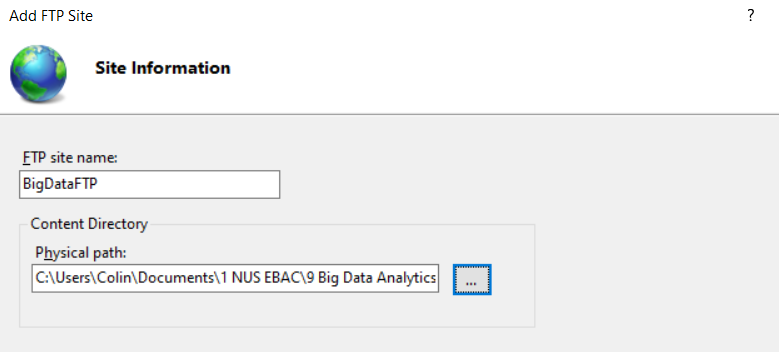 Add FTP Site
?
Site Information
FTP site name:
BigDataFTP
Content Directory
Physical path:
C:\Users\Colin\Documents\1 NUS EBAC\9 Big Data Analytics
...